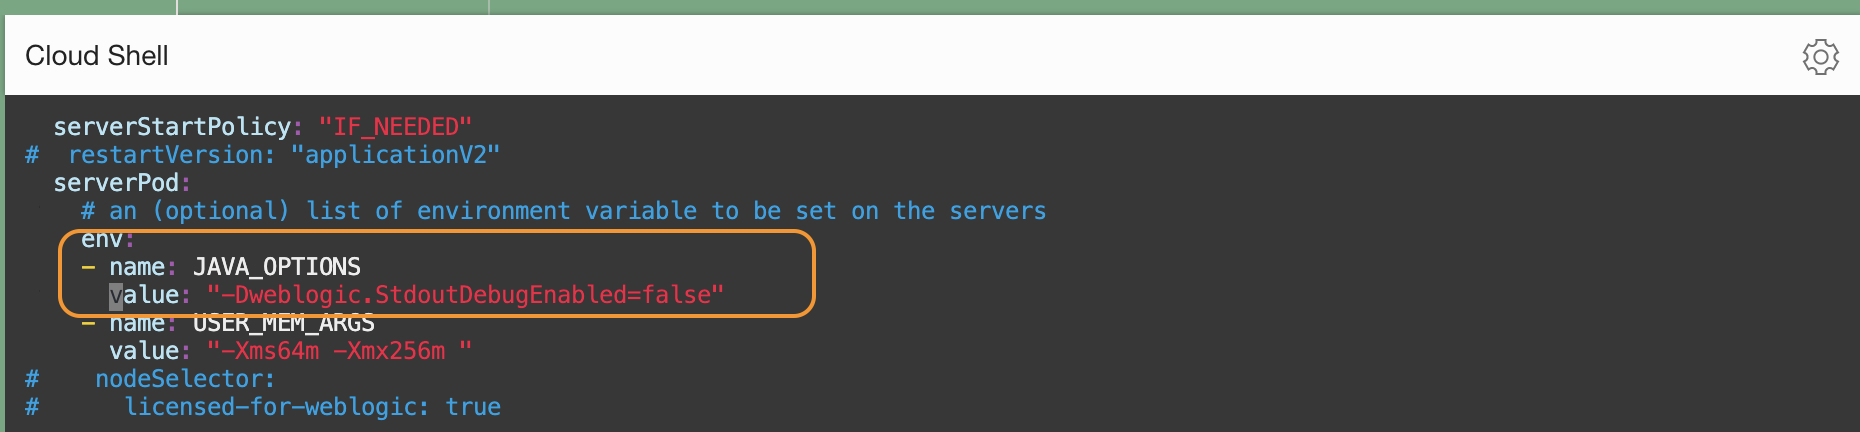 Cloud Shell
  serverStartPolicy: "IF_NEEDED"
#  restartVersion: "applicationV2"
  serverPod:
    # an (optional) list of environment variable to be set on the servers
    env:
    - name: JAVA_OPTIONS
      value: "-Dweblogic.StdoutDebugEnabled=false"
    - name: USER_MEM_ARGS
      value: "-Xms64m -Xmx256m "
#    nodeSelector:
#      licensed-for-weblogic: true